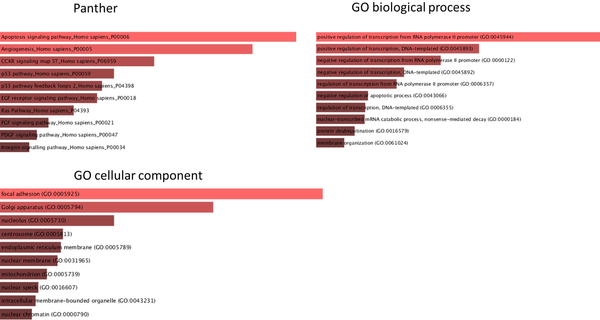 Panther
Apoptosis signaling pathway_Homo sapiens_P00006
Angiogenesis_Homo sapiens_P00005
CCKR signaling map ST_Homo sapiens_P06959
p53 pathway_Homo sapiens_P00059
p53 pathway feedback loops 2_Homo sapiens_P04398
EGF receptor signaling pathway_Homo sapiens_P00018
Ras Pathway_Homo sapiens_P04393
FGF signaling pathway_Homo sapiens_P00021
PDGF signaling pathway_Homo sapiens_P00047
Integrin signalling pathway_Homo sapiens_P00034
GO biological process
positive regulation of transcription from RNA polymerase II promoter (GO:0045944)
positive regulation of transcription, DNA-templated (GO:0045893)
negative regulation of transcription from RNA polymerase II promoter (GO:0000122)
negative regulation of transcription, DNA-templated (GO:0045892)
regulation of transcription from RNA polymerase II promoter (GO:0006357)
negative regulation of apoptotic process (GO:0043066)
regulation of transcription, DNA-templated (GO:0006355)
nuclear-transcribed mRNA catabolic process, nonsense-mediated decay (GO:0000184)
protein deubiquitination (GO:0016579)
membrane organization (GO:0061024)
GO cellular component
focal adhesion (GO:0005925)
Golgi apparatus (GO:0005794)
nucleolus (GO:0005730)
centrosome (GO:0005813)
endoplasmic reticulum membrane (GO:0005789)
nuclear membrane (GO:0031965)
mitochondrion (GO:0005739)
nuclear speck (GO:0016607)
intracellular membrane-bounded organelle (GO:0043231)
nuclear chromatin (GO:0000790)